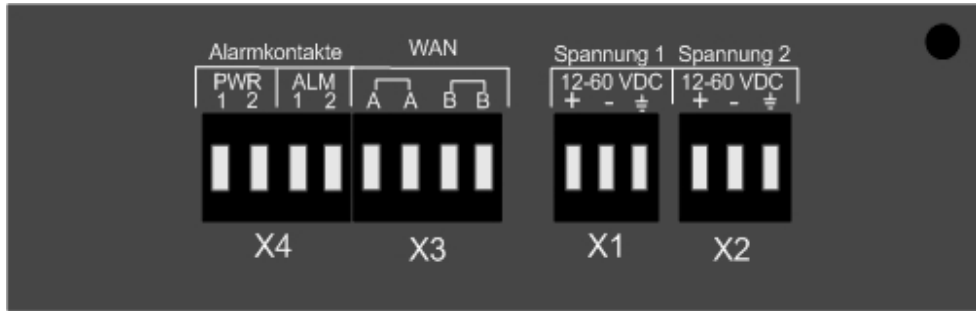 Alarmkontakte WAN Spannung 1 Spannung 2
PWR ALM 12-60 VDC 12-60 VDC
1 2 1 2 A A B B + - ⏚ + - ⏚
X4 X3 X1 X2